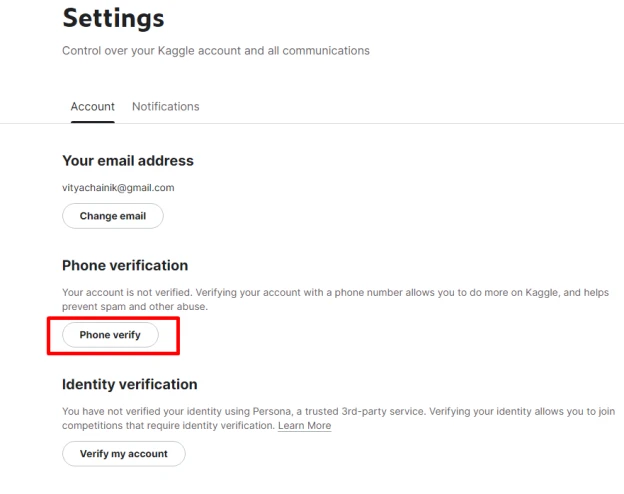 Settings
Control over your Kaggle account and all communications
Account Notifications
Your email address
vityachainik@gmail.com
Change email
Phone verification
Your account is not verified. Verifying your account with a phone number allows you to do more on Kaggle, and helps
prevent spam and other abuse.
Phone verify
Identity verification
You have not verified your identity using Persona, a trusted 3rd-party service. Verifying your identity allows you to join
competitions that require identity verification. Learn More
Verify my account